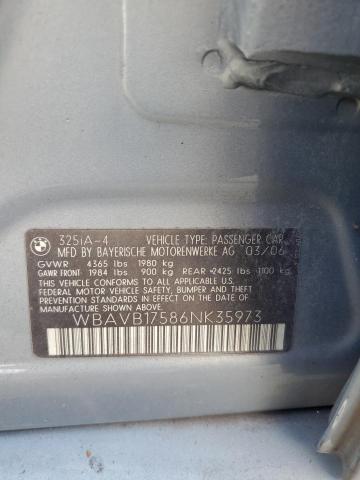 325iA-4 VEHICLE TYPE: PASSENGER CAR
MFD BY BAYERISCHE MOTORENWERKE AG 03/06
GVWR 4365 lbs 1980 kg
GAWR FRONT 1984 lbs 900 kg REAR 2425 lbs 1100 kg
THIS VEHICLE CONFORMS TO ALL APPLICABLE
U.S. FEDERAL MOTOR VEHICLE
SAFETY, BUMPER AND THEFT PREVENTION
STANDARDS IN EFFECT ON THE DATE
OF MANUFACTURE SHOWN ABOVE.
WBAVB17586NK35973